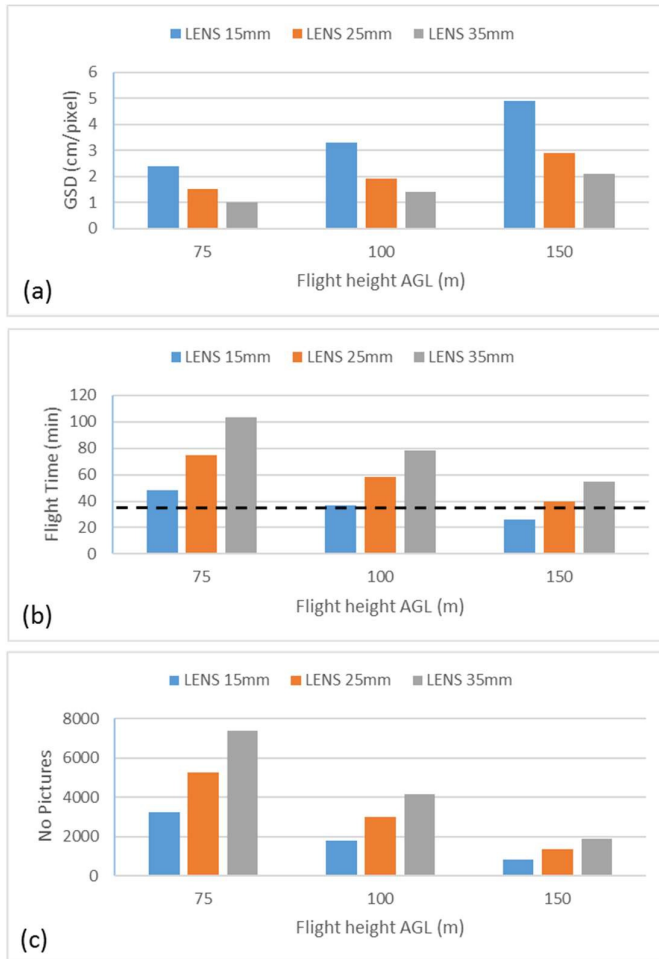 LENS 15mm LENS 25mm LENS 35mm
6
5
4
3
2
1
0
GSD (cm/pixel)
75 100 150
Flight height AGL (m)
(a)
LENS 15mm LENS 25mm LENS 35mm
120
100
80
60
40
20
0
Flight Time (min)
75 100 150
Flight height AGL (m)
(b)
LENS 15mm LENS 25mm LENS 35mm
8000
6000
4000
2000
0
No Pictures
75 100 150
Flight height AGL (m)
(c)